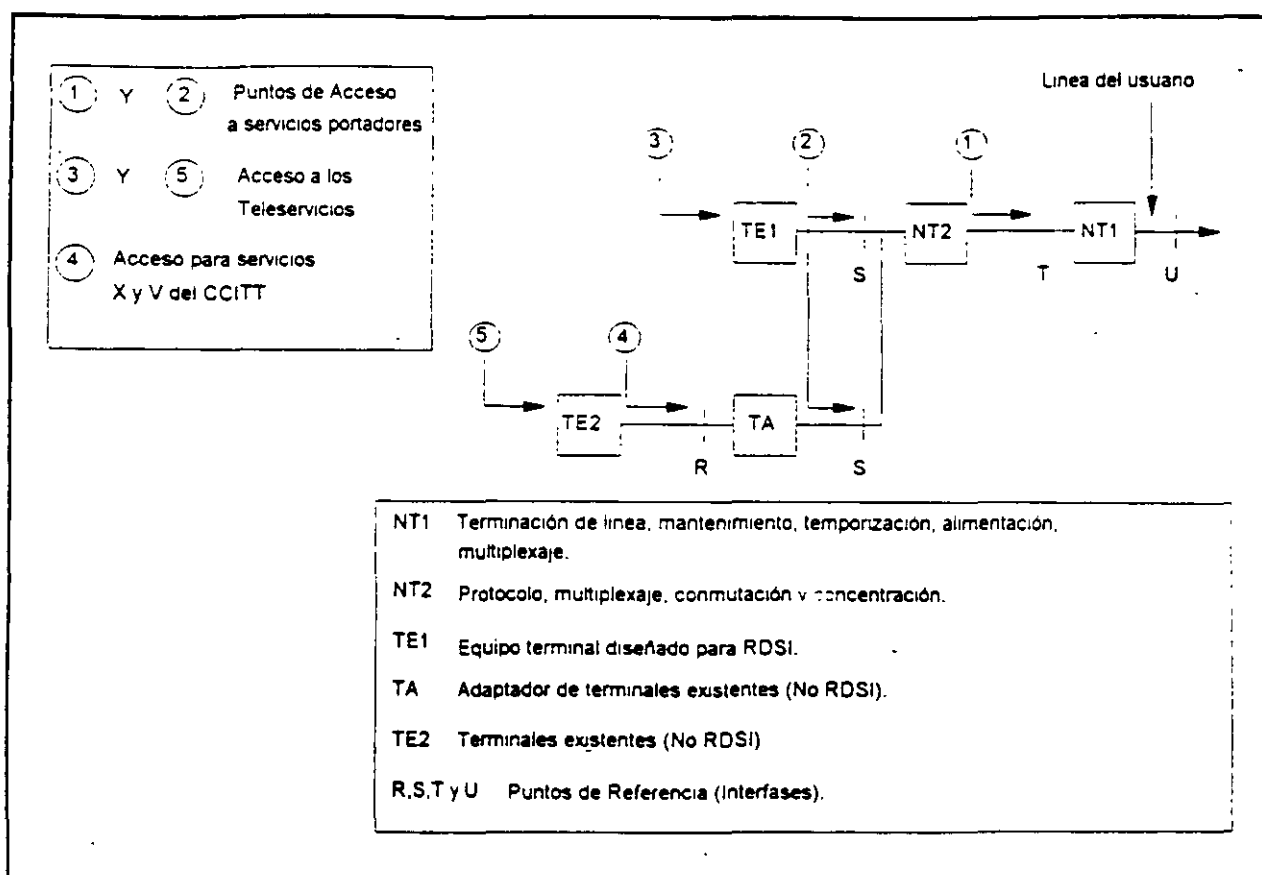 1 Y 2 Puntos de Acceso
a servicios portadores
3 Y 5 Acceso a los
Teleservicios
4 Acceso para servicios
X y V del CCITT
Linea del usuano
3 2 1
TE1 NT2 NT1
S T U
5 4
TE2 TA
R S
NT1 Terminación de linea, mantenimiento, temporización, alimentación,
multiplexaje.
NT2 Protocolo, multiplexaje, conmutación y concentración.
TE1 Equipo terminal diseñado para RDSI.
TA Adaptador de terminales existentes (No RDSI).
TE2 Terminales existentes (No RDSI)
R,S,T y U Puntos de Referencia (Interfases).